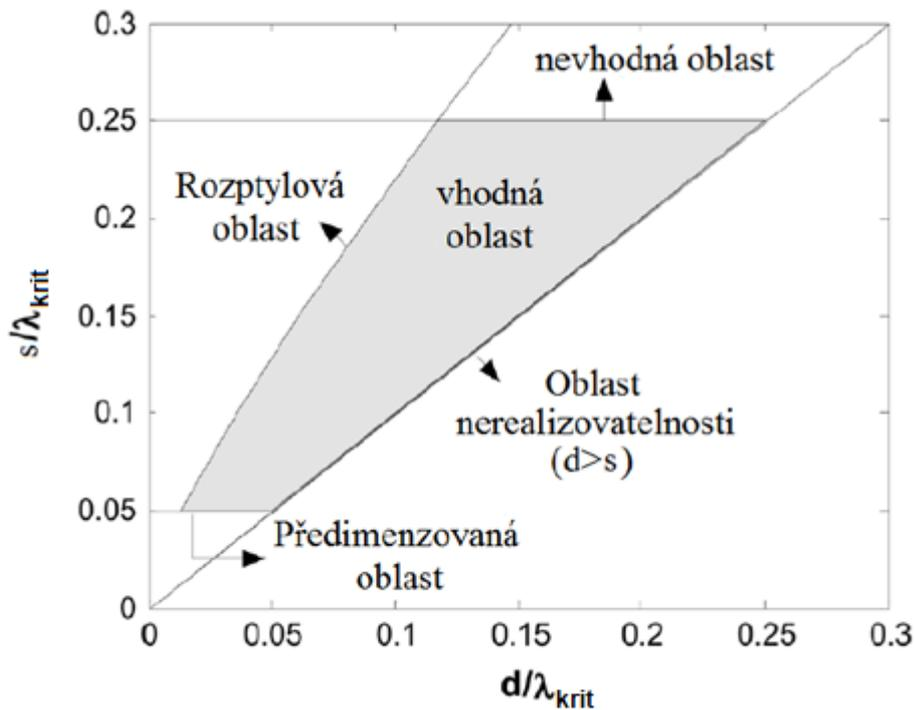 0.3
nevhodná oblast
0.25
Rozptylová
oblast
vhodná
oblast
0.2
s/λkrit
0.15
Oblast
nerealizovatelnosti
(d>s)
0.1
0.05
Předimenzovaná
oblast
0
0 0.05 0.1 0.15 0.2 0.25 0.3
d/λkrit